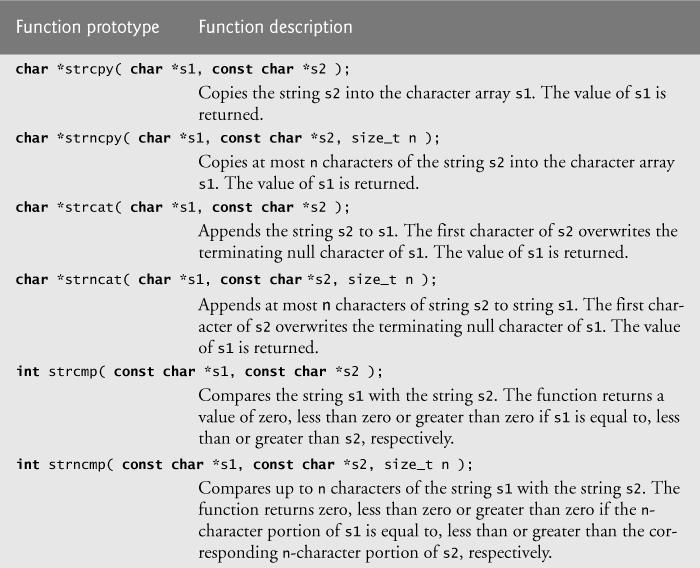 Function prototype Function description
char *strcpy( char *s1, const char *s2 );
Copies the string s2 into the character array s1. The value of s1 is
returned.
char *strncpy( char *s1, const char *s2, size_t n );
Copies at most n characters of the string s2 into the character array
s1. The value of s1 is returned.
char *strcat( char *s1, const char *s2 );
Appends the string s2 to s1. The first character of s2 overwrites the
terminating null character of s1. The value of s1 is returned.
char *strncat( char *s1, const char *s2, size_t n );
Appends at most n characters of string s2 to string s1. The first char-
acter of s2 overwrites the terminating null character of s1. The value
of s1 is returned.
int strcmp( const char *s1, const char *s2 );
Compares the string s1 with the string s2. The function returns a
value of zero, less than zero or greater than zero if s1 is equal to, less
than or greater than s2, respectively.
int strncmp( const char *s1, const char *s2, size_t n );
Compares up to n characters of the string s1 with the string s2. The
function returns zero, less than zero or greater than zero if the n-
character portion of s1 is equal to, less than or greater than the cor-
responding n-character portion of s2, respectively.